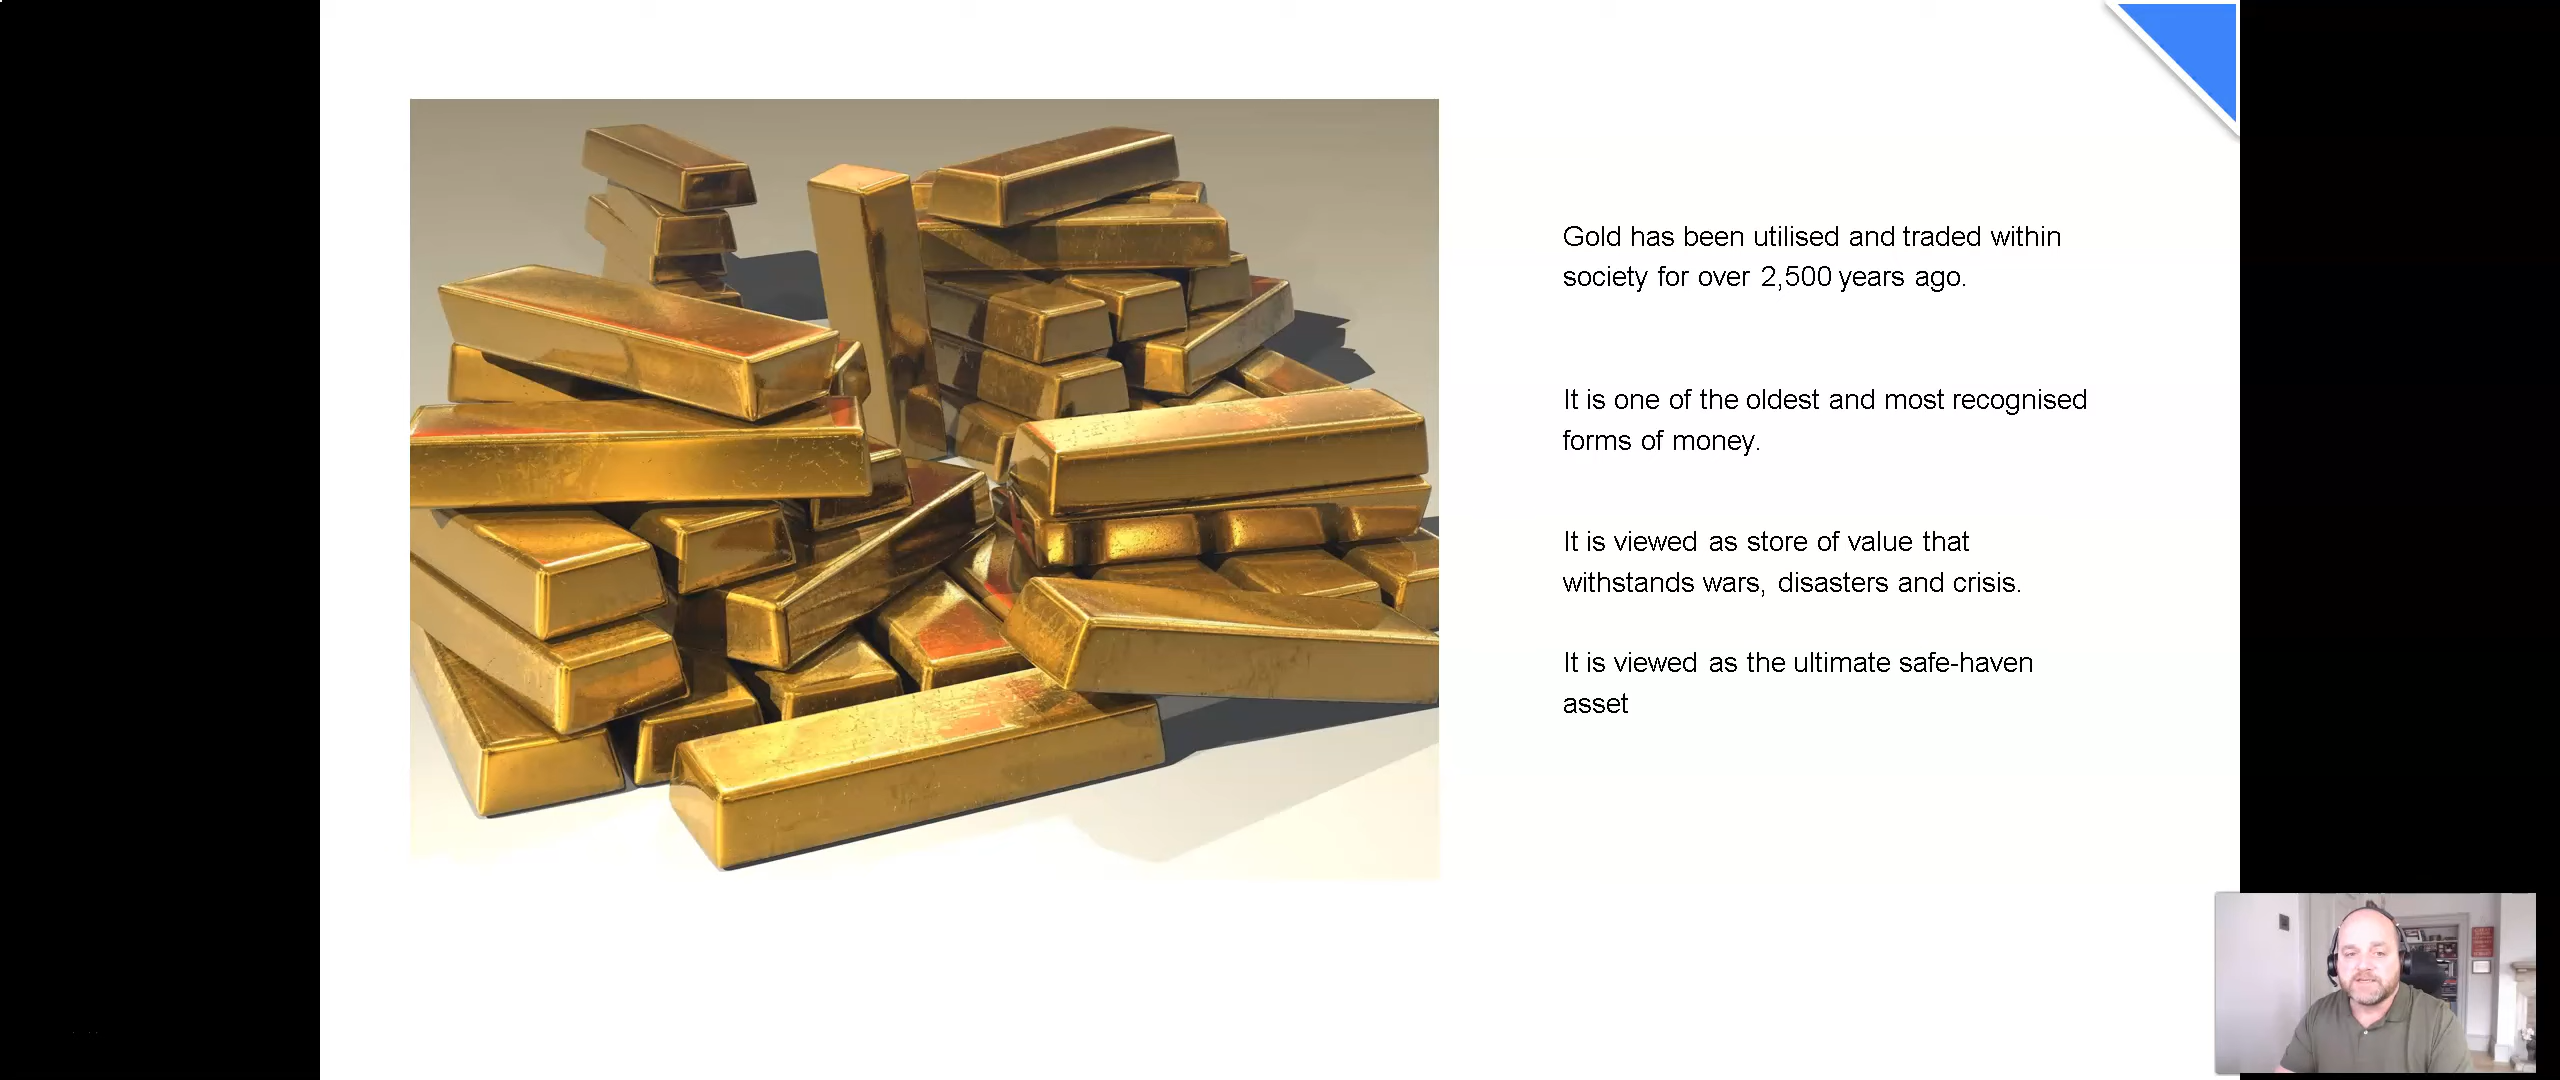 Gold has been utilised and traded within
society for over 2,500 years ago.
It is one of the oldest and most recognised
forms of money.
It is viewed as store of value that
withstands wars, disasters and crisis.
It is viewed as the ultimate safe-haven
asset